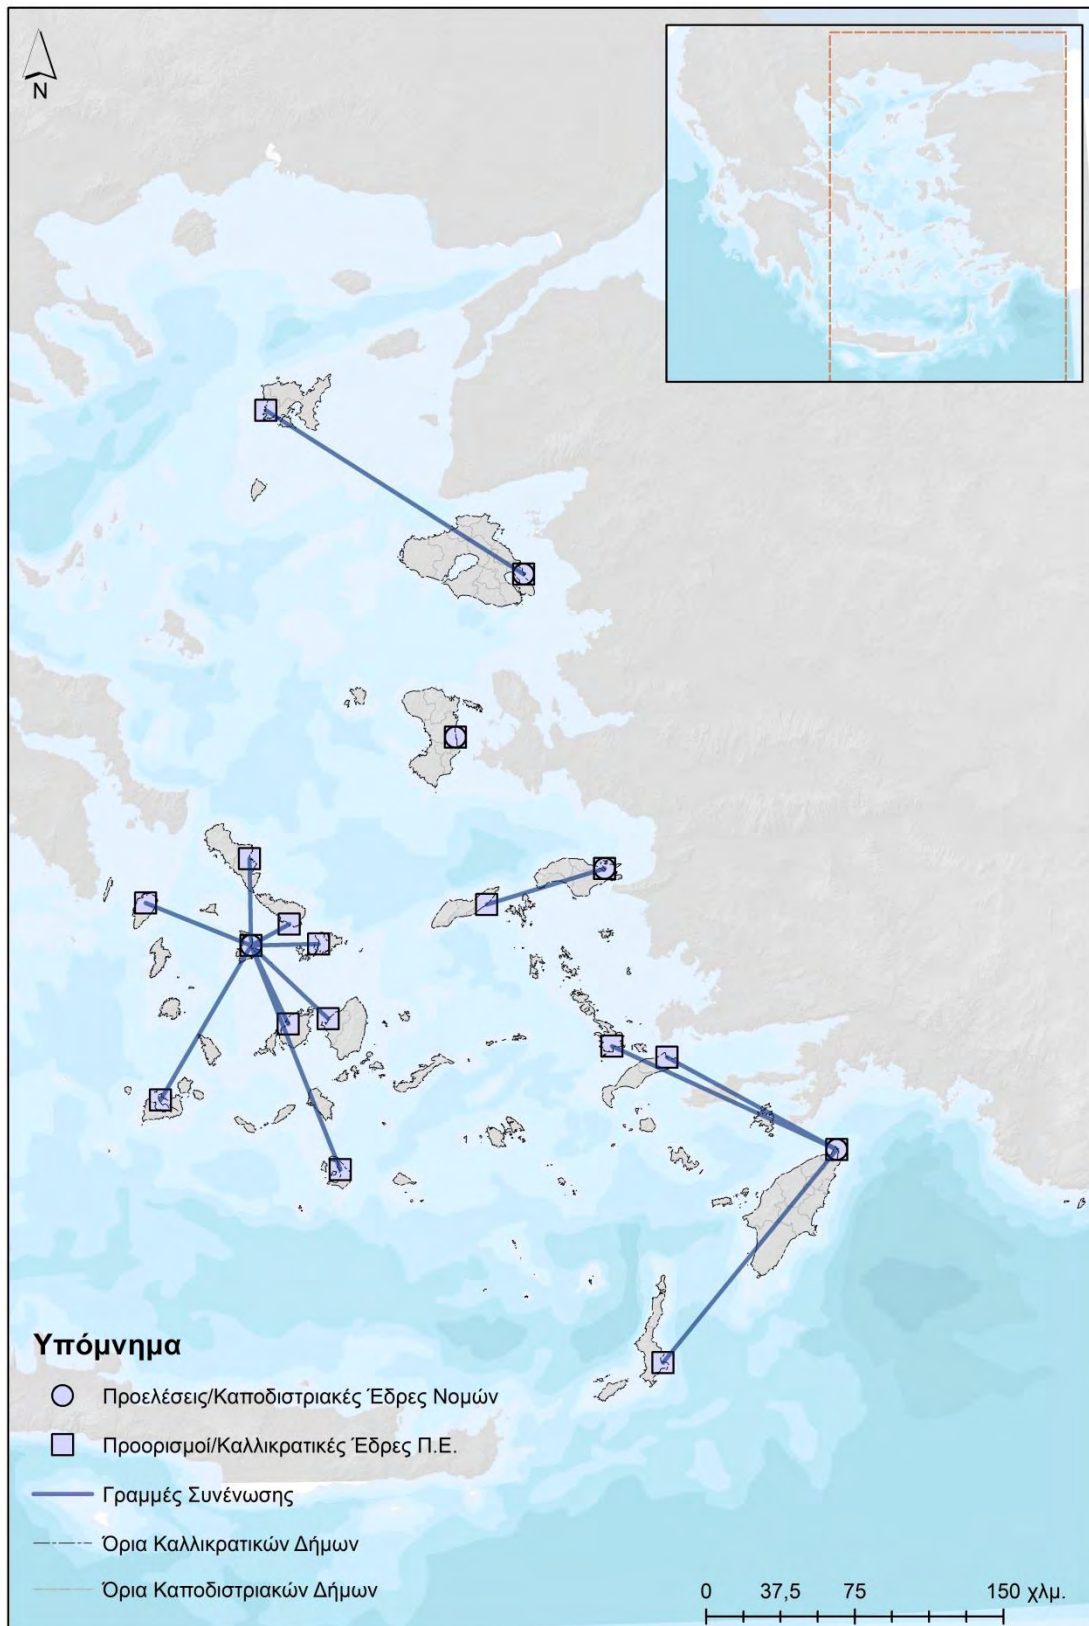 N
Υπόμνημα
Προελέσεις/Καποδιστριακές Έδρες Νομών
Προορισμοί/Καλλικρατικές Έδρες Π.Ε.
Γραμμές Συνένωσης
Όρια Καλλικρατικών Δήμων
Όρια Καποδιστριακών Δήμων
0 37,5 75 150 χλμ.